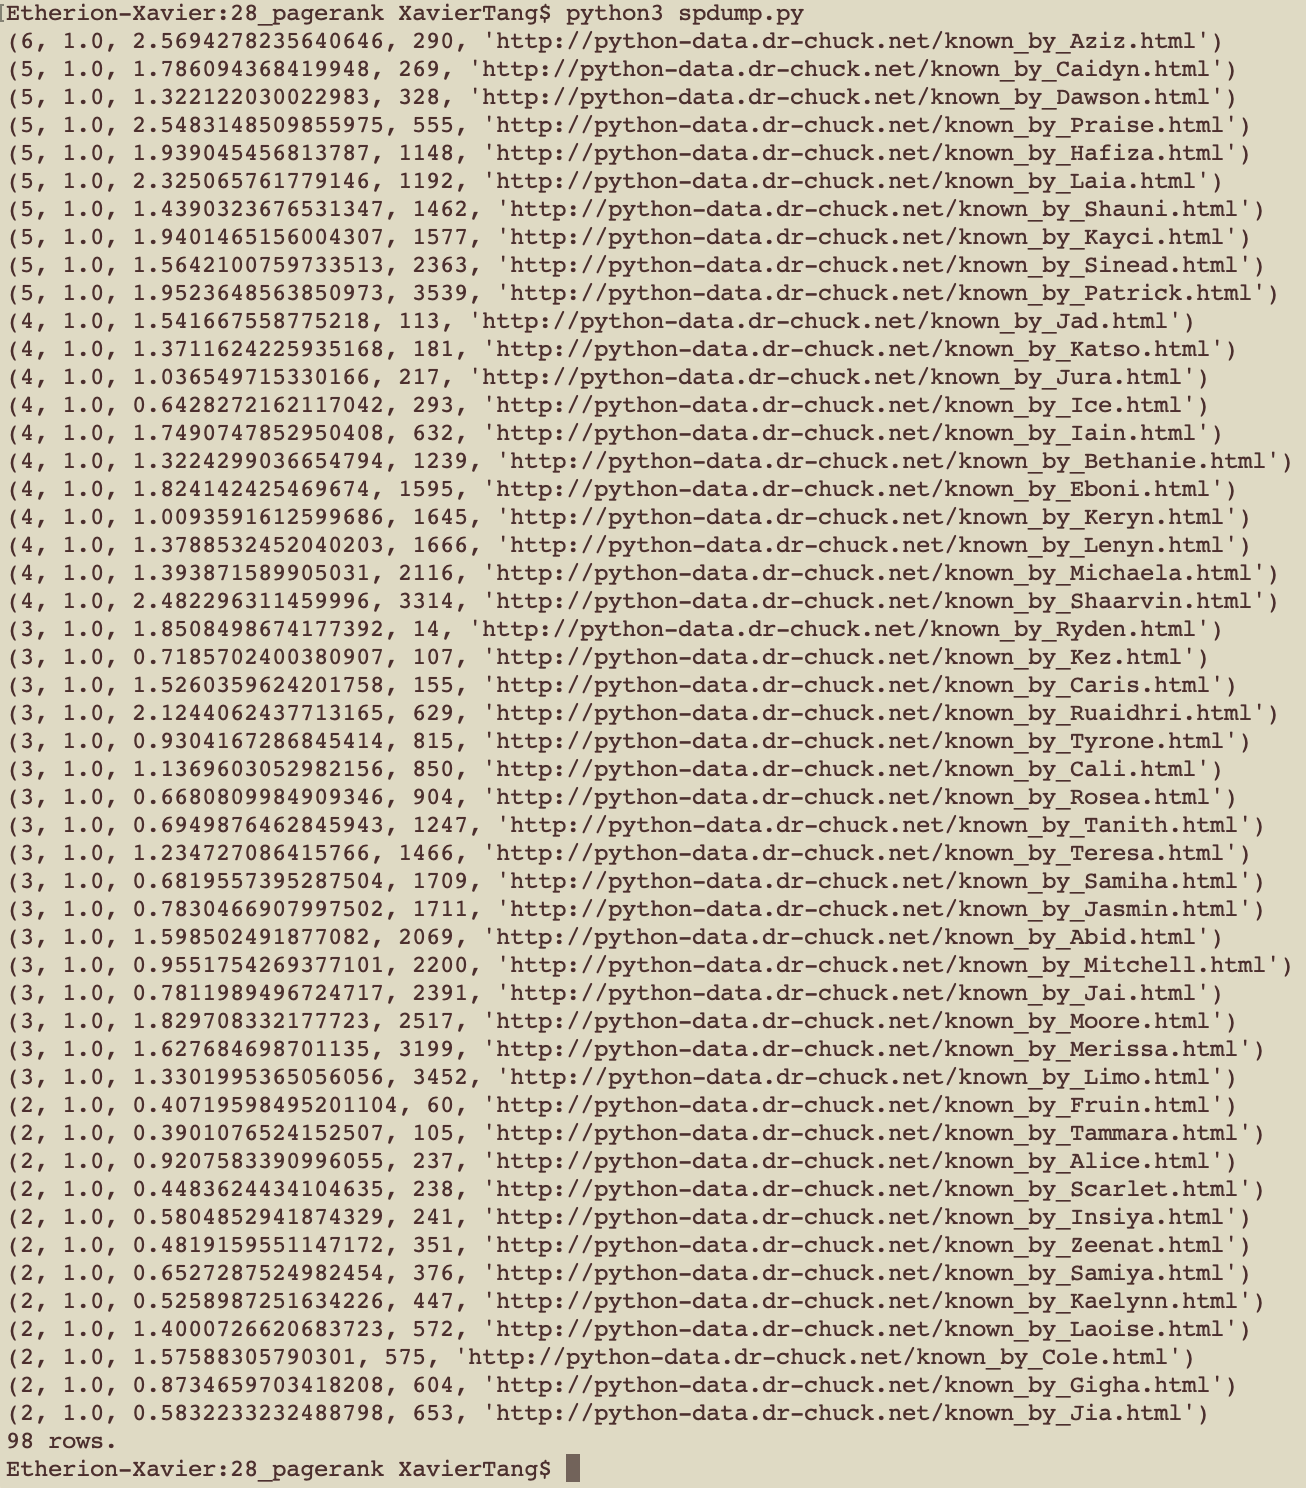 [Etherion-Xavier:28_pagerank XavierTang$ python3 spdump.py
(6, 1.0, 2.5694278235640646, 290, 'http://python-data.dr-chuck.net/known_by_Aziz.html')
(5, 1.0, 1.786094368419948, 269, 'http://python-data.dr-chuck.net/known_by_Caidyn.html')
(5, 1.0, 1.322122030022983, 328, 'http://python-data.dr-chuck.net/known_by_Dawson.html')
(5, 1.0, 2.5483148509855975, 555, 'http://python-data.dr-chuck.net/known_by_Praise.html')
(5, 1.0, 1.939045456813787, 1148, 'http://python-data.dr-chuck.net/known_by_Hafiza.html')
(5, 1.0, 2.325065761779146, 1192, 'http://python-data.dr-chuck.net/known_by_Laia.html')
(5, 1.0, 1.4390323676531347, 1462, 'http://python-data.dr-chuck.net/known_by_Shauni.html')
(5, 1.0, 1.9401465156004307, 1577, 'http://python-data.dr-chuck.net/known_by_Kayci.html')
(5, 1.0, 1.5642100759733513, 2363, 'http://python-data.dr-chuck.net/known_by_Sinead.html')
(5, 1.0, 1.9523648563850973, 3539, 'http://python-data.dr-chuck.net/known_by_Patrick.html')
(4, 1.0, 1.541667558775218, 113, 'http://python-data.dr-chuck.net/known_by_Jad.html')
(4, 1.0, 1.3711624225935168, 181, 'http://python-data.dr-chuck.net/known_by_Katso.html')
(4, 1.0, 1.036549715330166, 217, 'http://python-data.dr-chuck.net/known_by_Jura.html')
(4, 1.0, 0.6428272162117042, 293, 'http://python-data.dr-chuck.net/known_by_Ice.html')
(4, 1.0, 1.7490747852950408, 632, 'http://python-data.dr-chuck.net/known_by_Iain.html')
(4, 1.0, 1.3224299036654794, 1239, 'http://python-data.dr-chuck.net/known_by_Bethanie.html')
(4, 1.0, 1.824142425469674, 1595, 'http://python-data.dr-chuck.net/known_by_Eboni.html')
(4, 1.0, 1.0093591612599686, 1645, 'http://python-data.dr-chuck.net/known_by_Keryn.html')
(4, 1.0, 1.3788532452040203, 1666, 'http://python-data.dr-chuck.net/known_by_Lenyn.html')
(4, 1.0, 1.393871589905031, 2116, 'http://python-data.dr-chuck.net/known_by_Michaela.html')
(4, 1.0, 2.482296311459996, 3314, 'http://python-data.dr-chuck.net/known_by_Shaarvin.html')
(3, 1.0, 1.8508498674177392, 14, 'http://python-data.dr-chuck.net/known_by_Ryden.html')
(3, 1.0, 0.7185702400380907, 107, 'http://python-data.dr-chuck.net/known_by_Kez.html')
(3, 1.0, 1.5260359624201758, 155, 'http://python-data.dr-chuck.net/known_by_Caris.html')
(3, 1.0, 2.1244062437713165, 629, 'http://python-data.dr-chuck.net/known_by_Ruaidhri.html')
(3, 1.0, 0.9304167286845414, 815, 'http://python-data.dr-chuck.net/known_by_Tyrone.html')
(3, 1.0, 1.1369603052982156, 850, 'http://python-data.dr-chuck.net/known_by_Cali.html')
(3, 1.0, 0.6680809984909346, 904, 'http://python-data.dr-chuck.net/known_by_Rosea.html')
(3, 1.0, 0.6949876462845943, 1247, 'http://python-data.dr-chuck.net/known_by_Tanith.html')
(3, 1.0, 1.234727086415766, 1466, 'http://python-data.dr-chuck.net/known_by_Teresa.html')
(3, 1.0, 0.6819557395287504, 1709, 'http://python-data.dr-chuck.net/known_by_Samiha.html')
(3, 1.0, 0.7830466907997502, 1711, 'http://python-data.dr-chuck.net/known_by_Jasmin.html')
(3, 1.0, 1.598502491877082, 2069, 'http://python-data.dr-chuck.net/known_by_Abid.html')
(3, 1.0, 0.9551754269377101, 2200, 'http://python-data.dr-chuck.net/known_by_Mitchell.html')
(3, 1.0, 0.7811989496724717, 2391, 'http://python-data.dr-chuck.net/known_by_Jai.html')
(3, 1.0, 1.829708332177723, 2517, 'http://python-data.dr-chuck.net/known_by_Moore.html')
(3, 1.0, 1.627684698701135, 3199, 'http://python-data.dr-chuck.net/known_by_Merissa.html')
(3, 1.0, 1.3301995365056056, 3452, 'http://python-data.dr-chuck.net/known_by_Limo.html')
(2, 1.0, 0.40719598495201104, 60, 'http://python-data.dr-chuck.net/known_by_Fruin.html')
(2, 1.0, 0.3901076524152507, 105, 'http://python-data.dr-chuck.net/known_by_Tammara.html')
(2, 1.0, 0.9207583390996055, 237, 'http://python-data.dr-chuck.net/known_by_Alice.html')
(2, 1.0, 0.4483624434104635, 238, 'http://python-data.dr-chuck.net/known_by_Scarlet.html')
(2, 1.0, 0.5804852941874329, 241, 'http://python-data.dr-chuck.net/known_by_Insiya.html')
(2, 1.0, 0.4819159551147172, 351, 'http://python-data.dr-chuck.net/known_by_Zeenat.html')
(2, 1.0, 0.6527287524982454, 376, 'http://python-data.dr-chuck.net/known_by_Samiya.html')
(2, 1.0, 0.5258987251634226, 447, 'http://python-data.dr-chuck.net/known_by_Kaelynn.html')
(2, 1.0, 1.4000726620683723, 572, 'http://python-data.dr-chuck.net/known_by_Laoise.html')
(2, 1.0, 1.57588305790301, 575, 'http://python-data.dr-chuck.net/known_by_Cole.html')
(2, 1.0, 0.8734659703418208, 604, 'http://python-data.dr-chuck.net/known_by_Gigha.html')
(2, 1.0, 0.5832233232488798, 653, 'http://python-data.dr-chuck.net/known_by_Jia.html')
98 rows.
Etherion-Xavier:28_pagerank XavierTang$